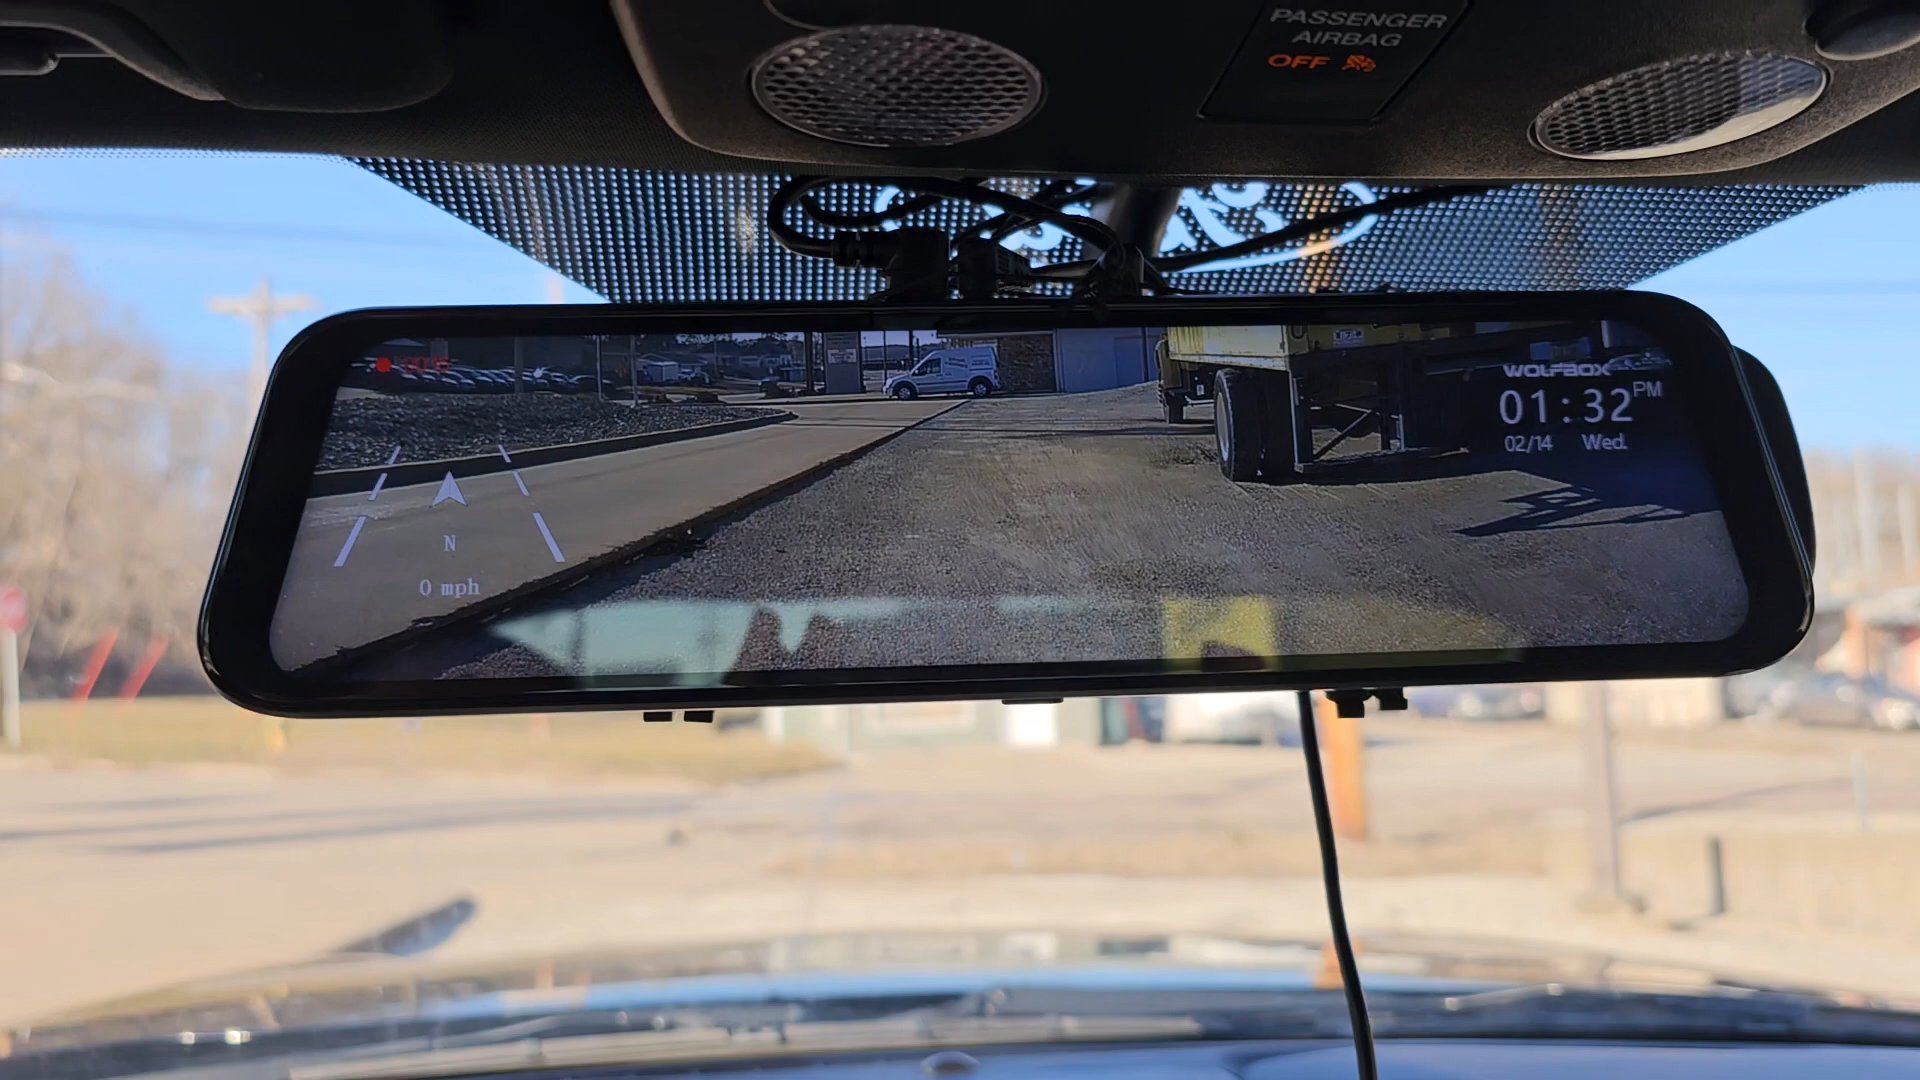 PASSENGER
AIRBAG
OFF
WOLFBOX
01:32 PM
02/14 Wed.
N
0 mph